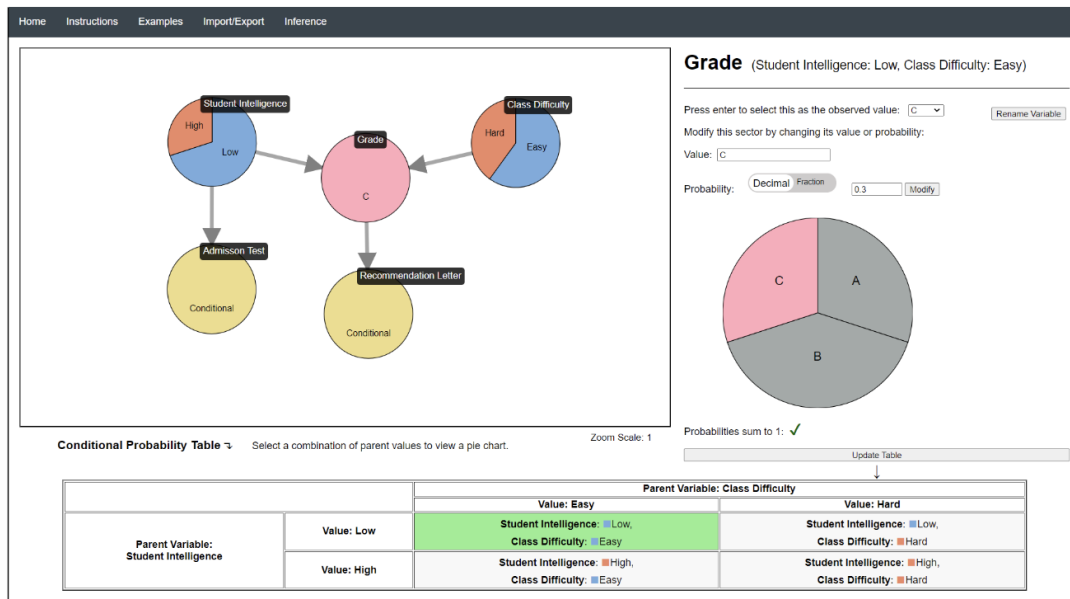 Home Instructions Examples Import/Export Inference
Student Intelligence
High
Low
Class Difficulty
Hard
Easy
Grade
C
Admisson Test
Conditional
Recommendation Letter
Conditional
Grade (Student Intelligence: Low, Class Difficulty: Easy)
Press enter to select this as the observed value: C
Rename Variable
Modify this sector by changing its value or probability:
Value: C
Probability: Decimal Fraction 0.3 Modify
C
A
B
Probabilities sum to 1: ✓
Update Table
↓
Zoom Scale: 1
Conditional Probability Table ⤵ Select a combination of parent values to view a pie chart.
Parent Variable: Class Difficulty
Value: Easy Value: Hard
Parent Variable:
Student Intelligence
Value: Low
Student Intelligence: Low,
Class Difficulty: Easy
Student Intelligence: Low,
Class Difficulty: Hard
Value: High
Student Intelligence: High,
Class Difficulty: Easy
Student Intelligence: High,
Class Difficulty: Hard